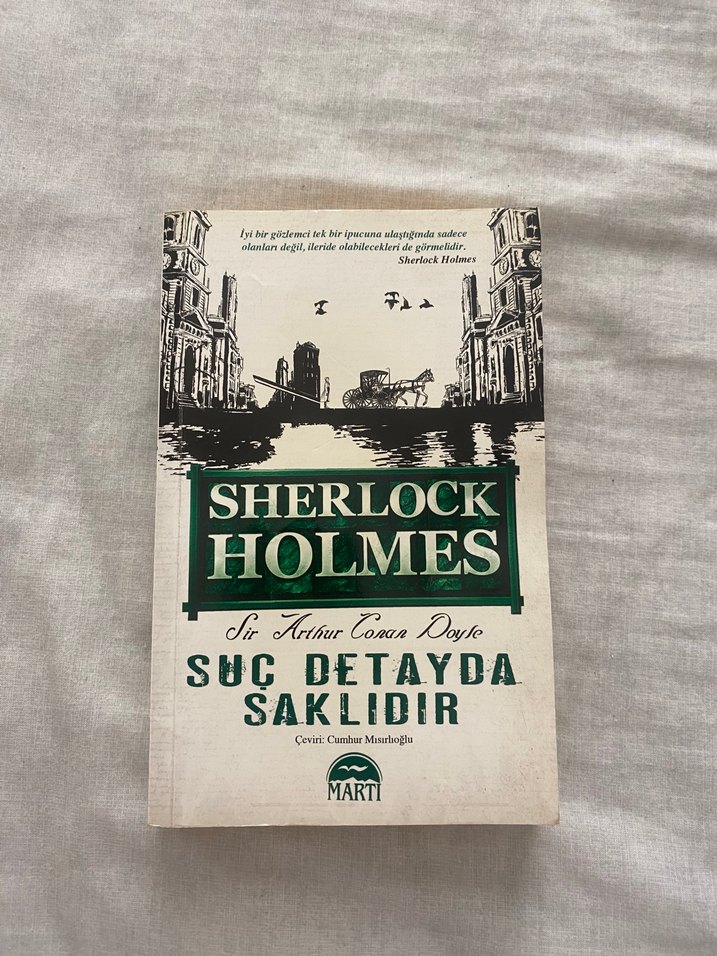 İyi bir gözlemci tek bir ipucuna ulaştığında sadece
olanları değil, ileride olabilecekleri de görmelidir.
Sherlock Holmes
SHERLOCK
HOLMES
Sir Arthur Conan Doyle
SUÇ DETAYDA
SAKLIDIR
Çeviri: Cumhur Mısırlıoğlu
MARTI